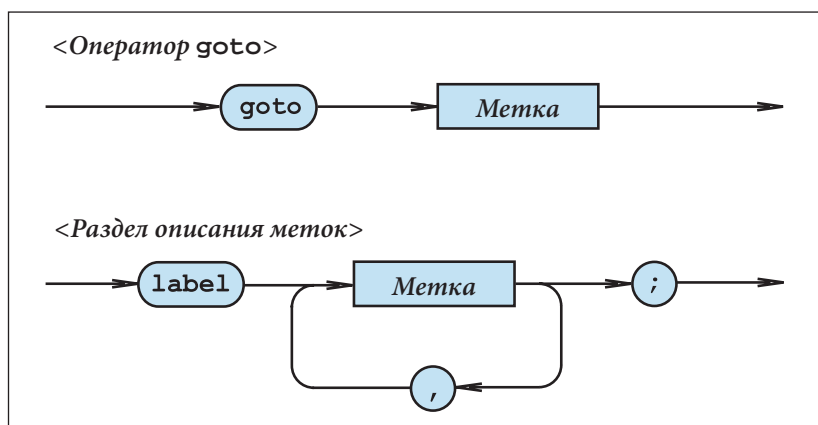 <Оператор goto>
goto Метка
<Раздел описания меток>
label Метка ;
,